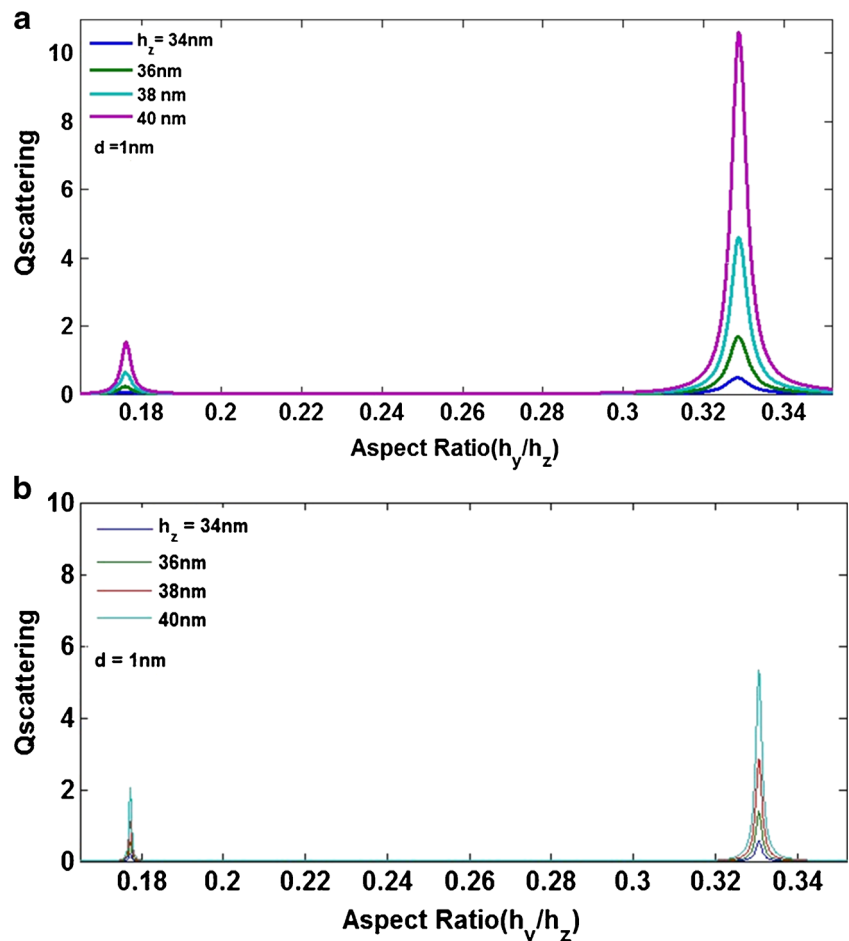 a
10
8
6
4
2
0
Qscattering
h_z = 34nm
36nm
38 nm
40 nm
d =1nm
0.18 0.2 0.22 0.24 0.26 0.28 0.3 0.32 0.34
Aspect Ratio(h_y/h_z)
b
10
8
6
4
2
0
Qscattering
h_z = 34nm
36nm
38nm
40nm
d = 1nm
0.18 0.2 0.22 0.24 0.26 0.28 0.3 0.32 0.34
Aspect Ratio(h_y/h_z)